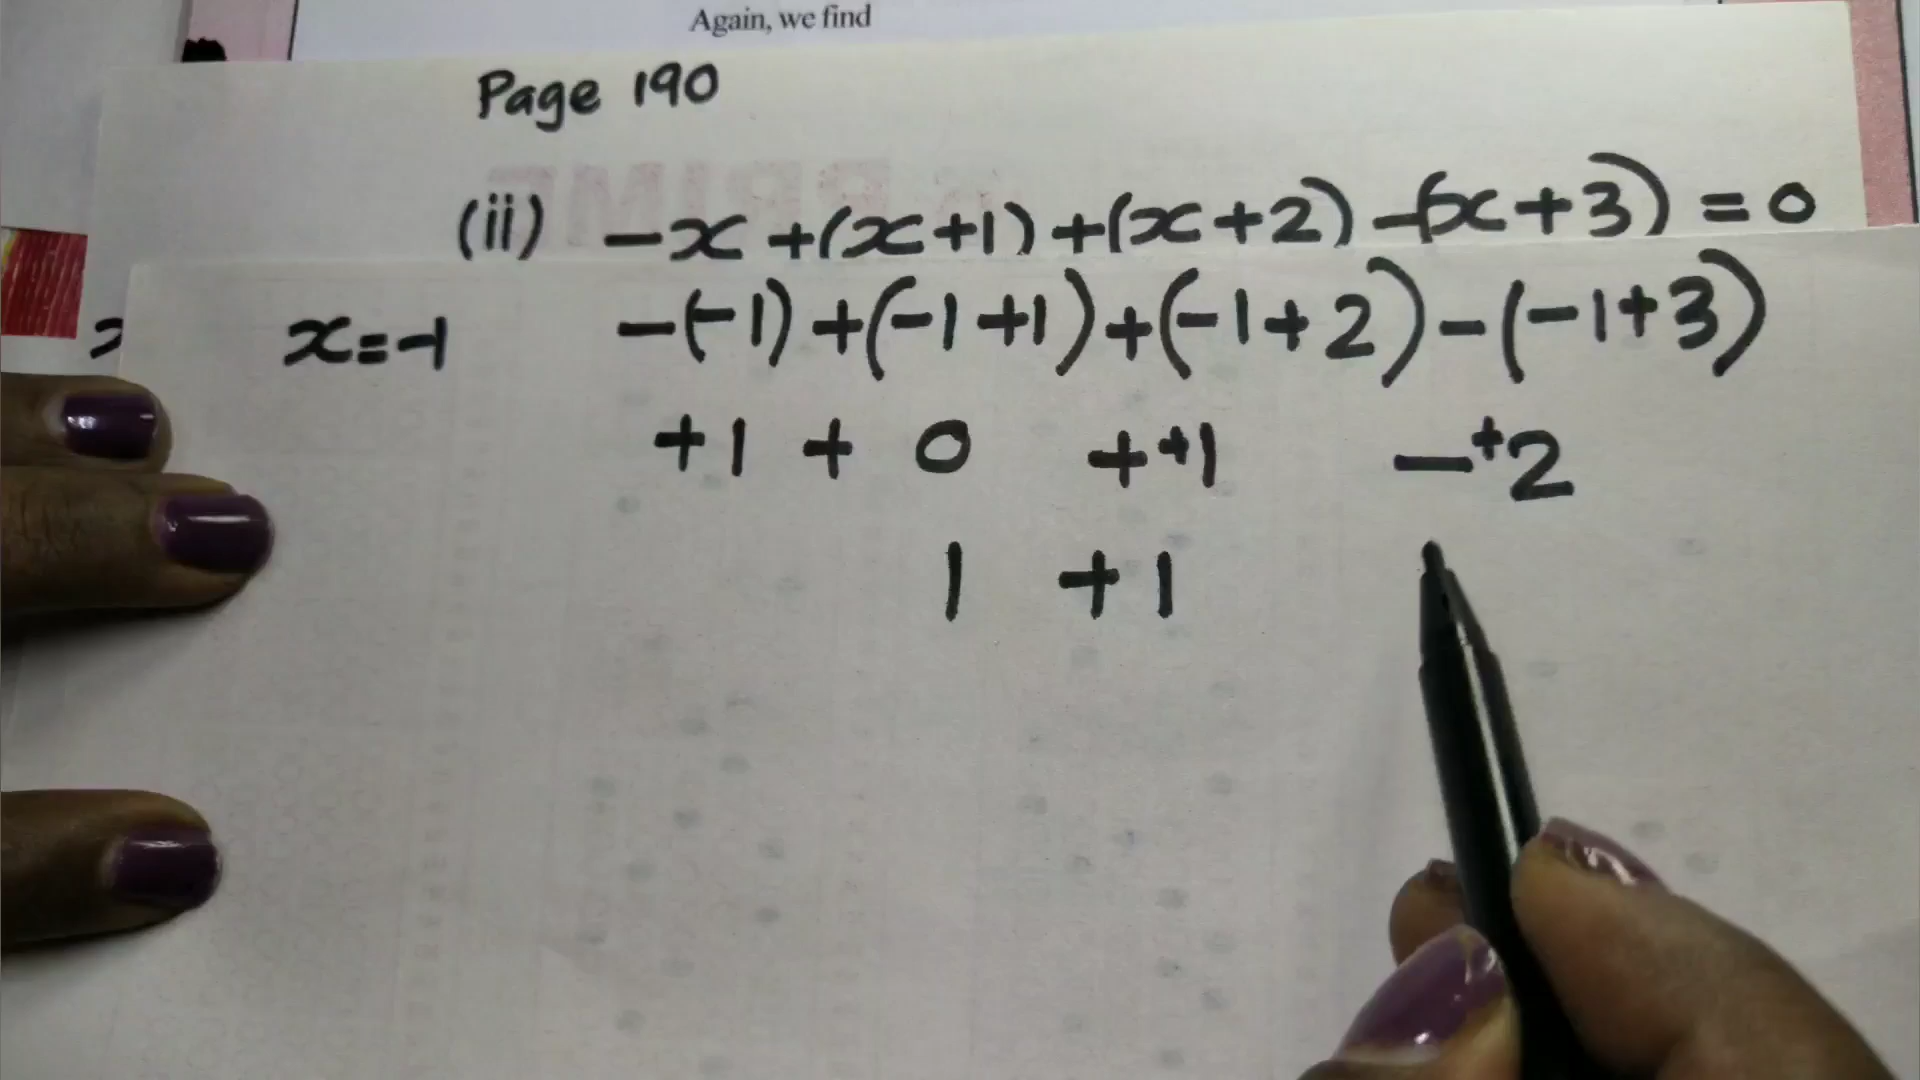 Again, we find
Page 190
(ii) -x +(x+1) +(x+2) -(x+3) = 0
x=-1 -(-1) +(-1+1) +(-1+2) -(-1+3)
+1 + 0 ++1 -+2
1 +1